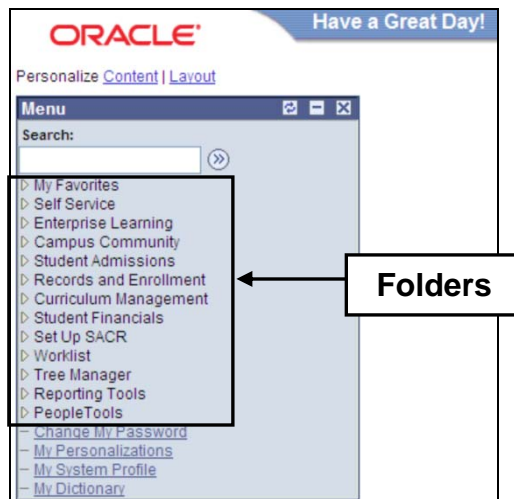 ORACLE
Have a Great Day!
Personalize Content | Layout
Menu
Search:
My Favorites
Self Service
Enterprise Learning
Campus Community
Student Admissions
Records and Enrollment
Curriculum Management
Student Financials
Set Up SACR
Worklist
Tree Manager
Reporting Tools
PeopleTools
– Change My Password
– My Personalizations
– My System Profile
– My Dictionary
Folders